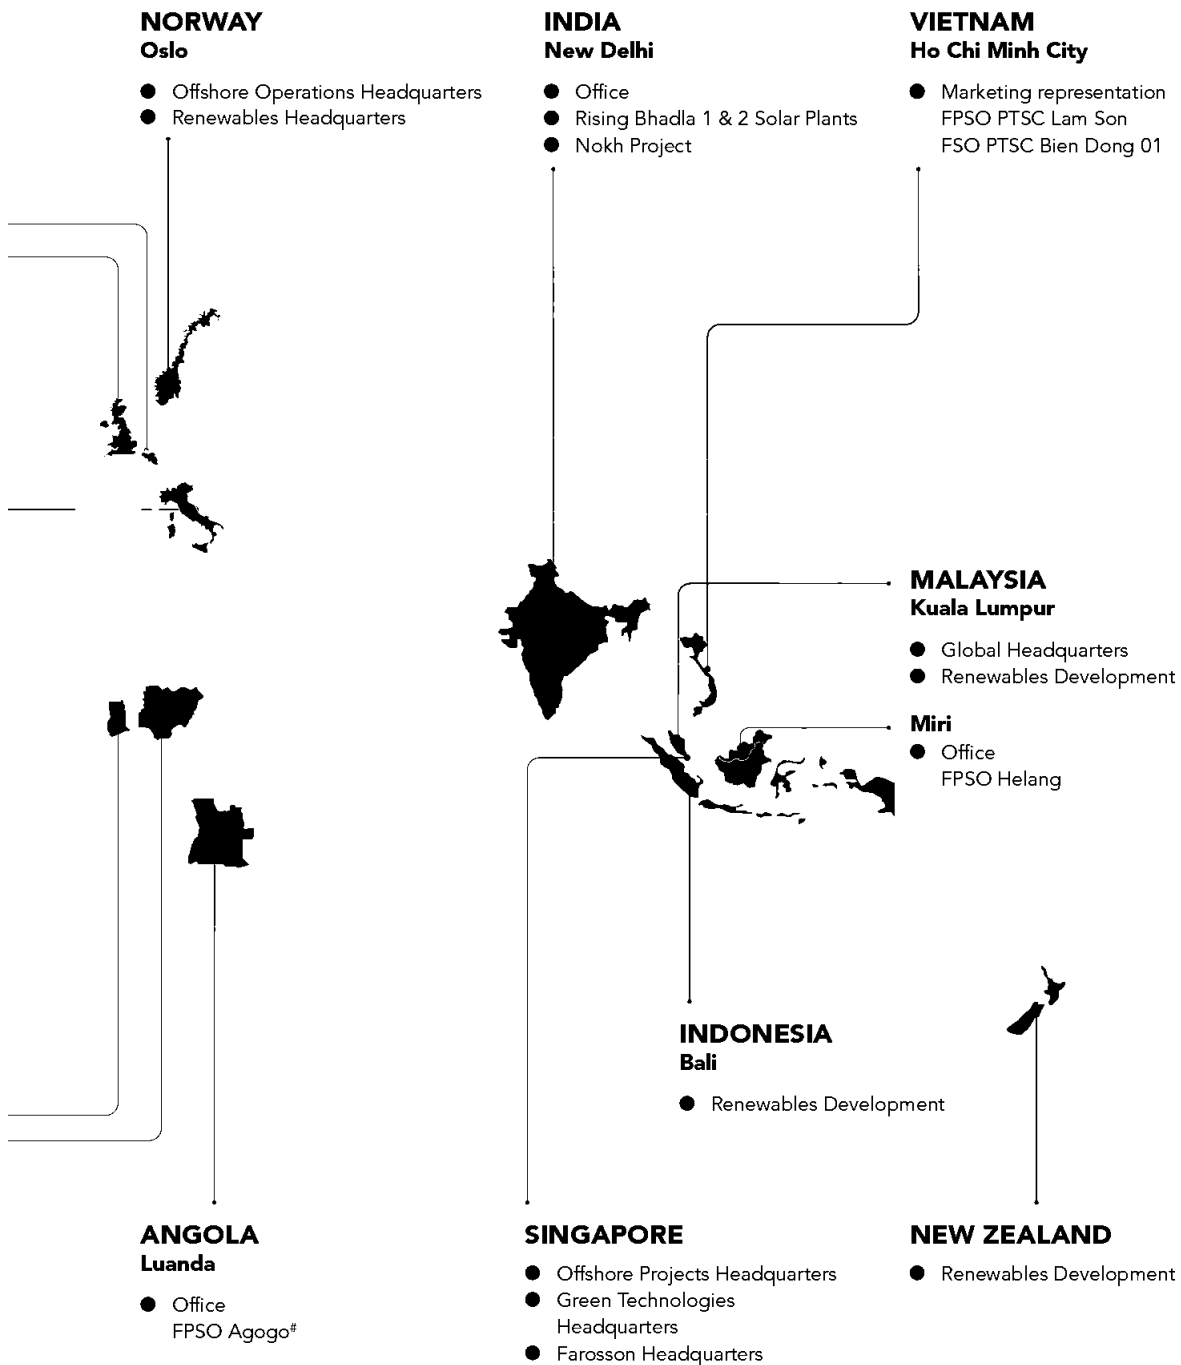 NORWAY
Oslo
Offshore Operations Headquarters
Renewables Headquarters
INDIA
New Delhi
Office
Rising Bhadla 1 & 2 Solar Plants
Nokh Project
VIETNAM
Ho Chi Minh City
Marketing representation
FPSO PTSC Lam Son
FSO PTSC Bien Dong 01
MALAYSIA
Kuala Lumpur
Global Headquarters
Renewables Development
Miri
Office
FPSO Helang
INDONESIA
Bali
Renewables Development
ANGOLA
Luanda
Office
FPSO Agogo#
SINGAPORE
Offshore Projects Headquarters
Green Technologies
Headquarters
Farosson Headquarters
NEW ZEALAND
Renewables Development